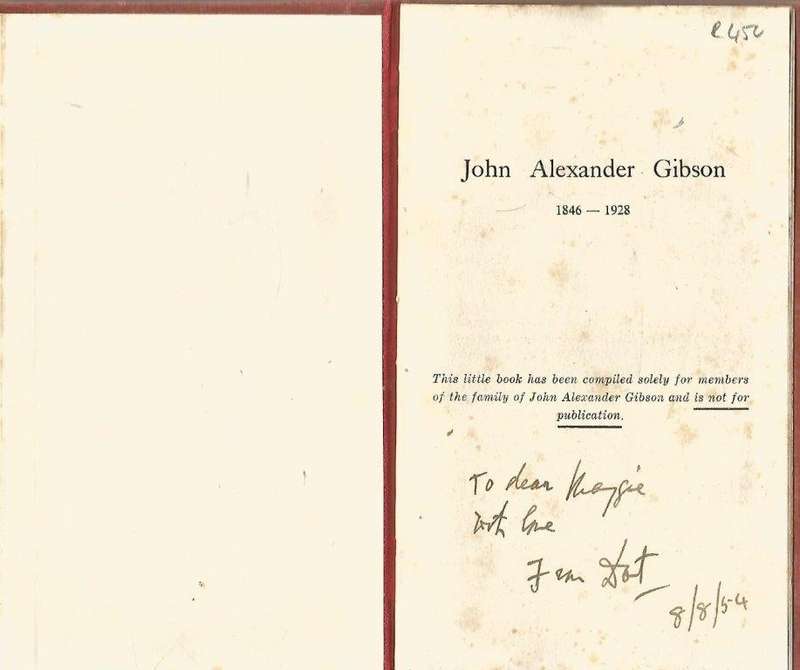 R450
John Alexander Gibson
1846 — 1928
This little book has been compiled solely for members
of the family of John Alexander Gibson and is not for
publication.
To dear Maggie
with love
From Dot
8/8/54